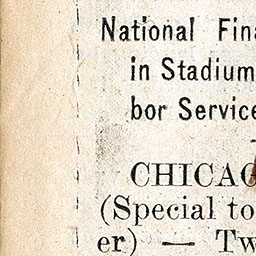 National Fina
in Stadium
bor Service
CHICAG
(Special to
er) — Tw